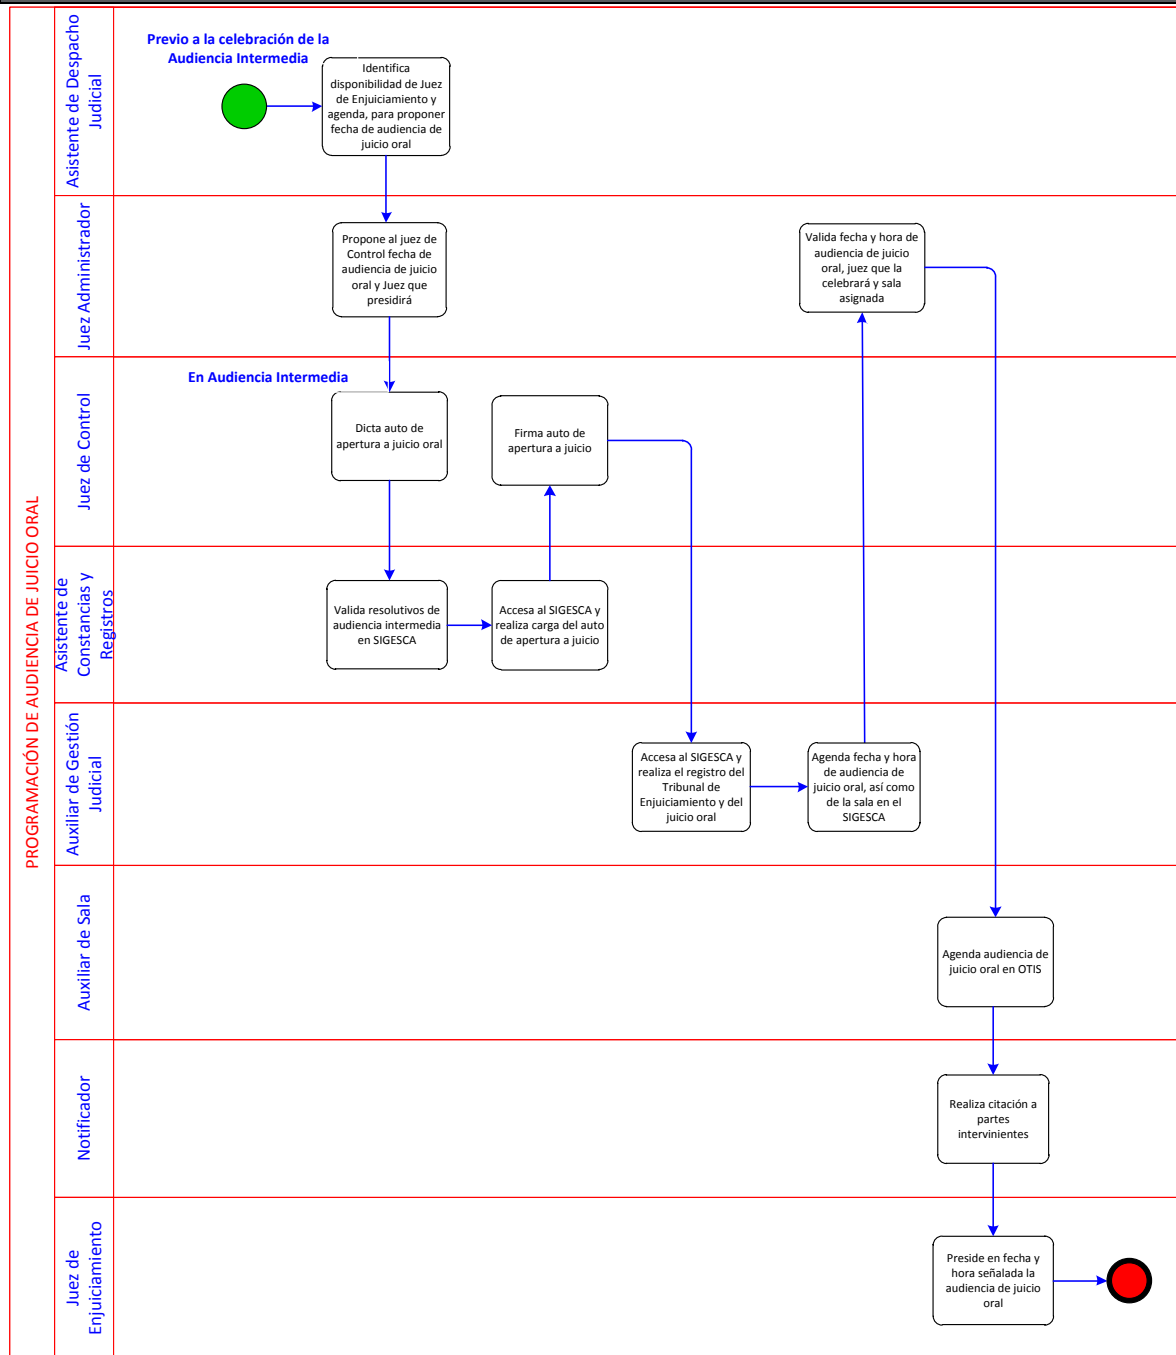 PROGRAMACIÓN DE AUDIENCIA DE JUICIO ORAL
Asistente de Despacho
Judicial
Previo a la celebración de la
Audiencia Intermedia
Identifica
disponibilidad de Juez
de Enjuiciamiento y
agenda, para proponer
fecha de audiencia de
juicio oral
Juez Administrador
Propone al juez de
Control fecha de
audiencia de juicio
oral y Juez que
presidirá
Valida fecha y hora de
audiencia de juicio
oral, juez que la
celebrará y sala
asignada
Juez de Control
En Audiencia Intermedia
Dicta auto de
apertura a juicio oral
Firma auto de
apertura a juicio
Asistente de
Constancias y
Registros
Valida resolutivos de
audiencia intermedia
en SIGESCA
Accesa al SIGESCA y
realiza carga del auto
de apertura a juicio
Auxiliar de Gestión
Judicial
Accesa al SIGESCA y
realiza el registro del
Tribunal de
Enjuiciamiento y del
juicio oral
Agenda fecha y hora
de audiencia de
juicio oral, así como
de la sala en el
SIGESCA
Auxiliar de Sala
Agenda audiencia de
juicio oral en OTIS
Notificador
Realiza citación a
partes
intervinientes
Juez de
Enjuiciamiento
Preside en fecha y
hora señalada la
audiencia de juicio
oral